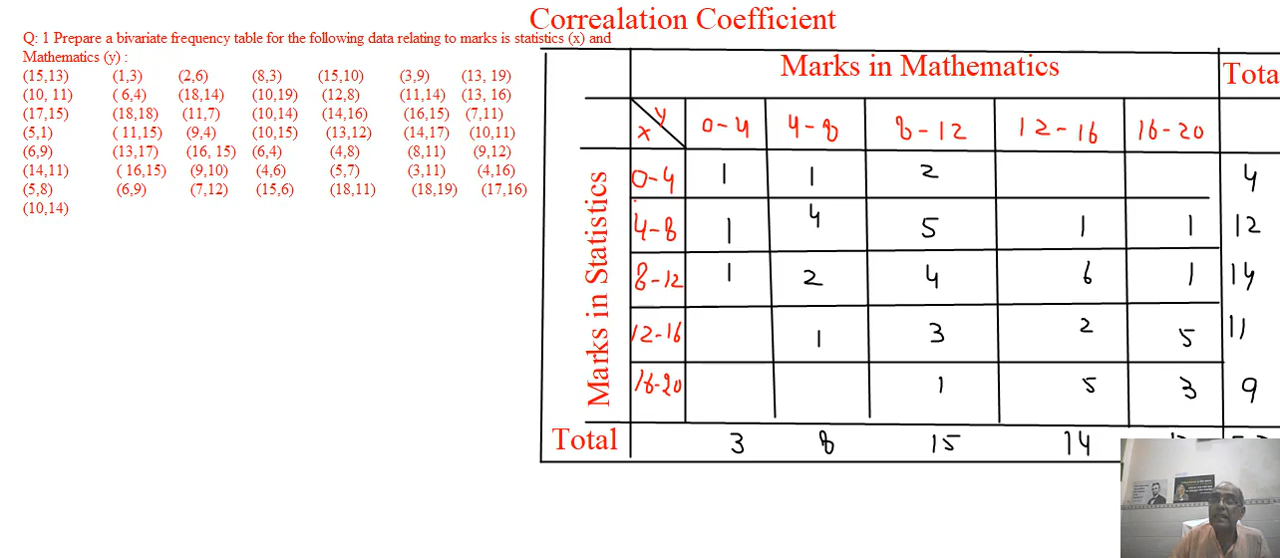 Correalation Coefficient
Q: 1 Prepare a bivariate frequency table for the following data relating to marks is statistics (x) and
Mathematics (y) :
(15,13) (1,3) (2,6) (8,3) (15,10) (3,9) (13, 19)
(10, 11) ( 6,4) (18,14) (10,19) (12,8) (11,14) (13, 16)
(17,15) (18,18) (11,7) (10,14) (14,16) (16,15) (7,11)
(5,1) ( 11,15) (9,4) (10,15) (13,12) (14,17) (10,11)
(6,9) (13,17) (16, 15) (6,4) (4,8) (8,11) (9,12)
(14,11) ( 16,15) (9,10) (4,6) (5,7) (3,11) (4,16)
(5,8) (6,9) (7,12) (15,6) (18,11) (18,19) (17,16)
(10,14)
Marks in Mathematics Tota
x y 0-4 4-8 8-12 12-16 16-20
Marks in Statistics
0-4 1 1 2 4
4-8 1 4 5 1 1 12
8-12 1 2 4 6 1 14
12-16 1 3 2 5 11
16-20 1 5 3 9
Total 3 8 15 14